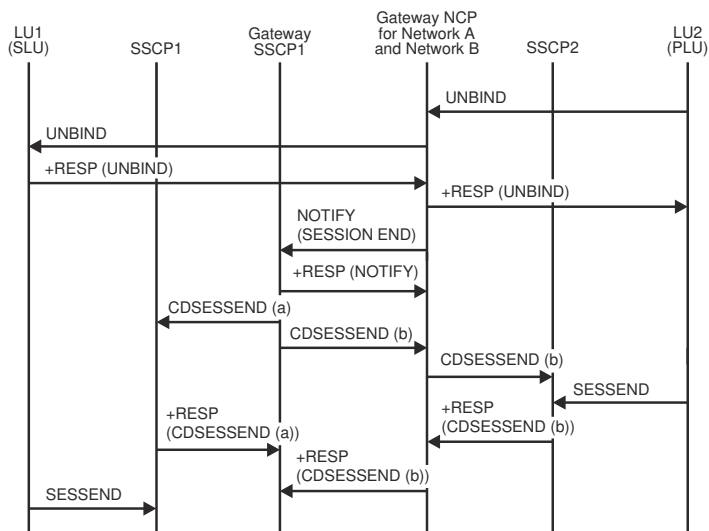 LU1
(SLU)
SSCP1
Gateway
SSCP1
Gateway NCP
for Network A
and Network B
SSCP2
LU2
(PLU)
UNBIND
UNBIND
+RESP (UNBIND)
+RESP (UNBIND)
NOTIFY
(SESSION END)
+RESP (NOTIFY)
CDSESSEND (a)
CDSESSEND (b)
CDSESSEND (b)
SESSEND
+RESP
(CDSESSEND (b))
+RESP
(CDSESSEND (a))
+RESP
(CDSESSEND (b))
SESSEND